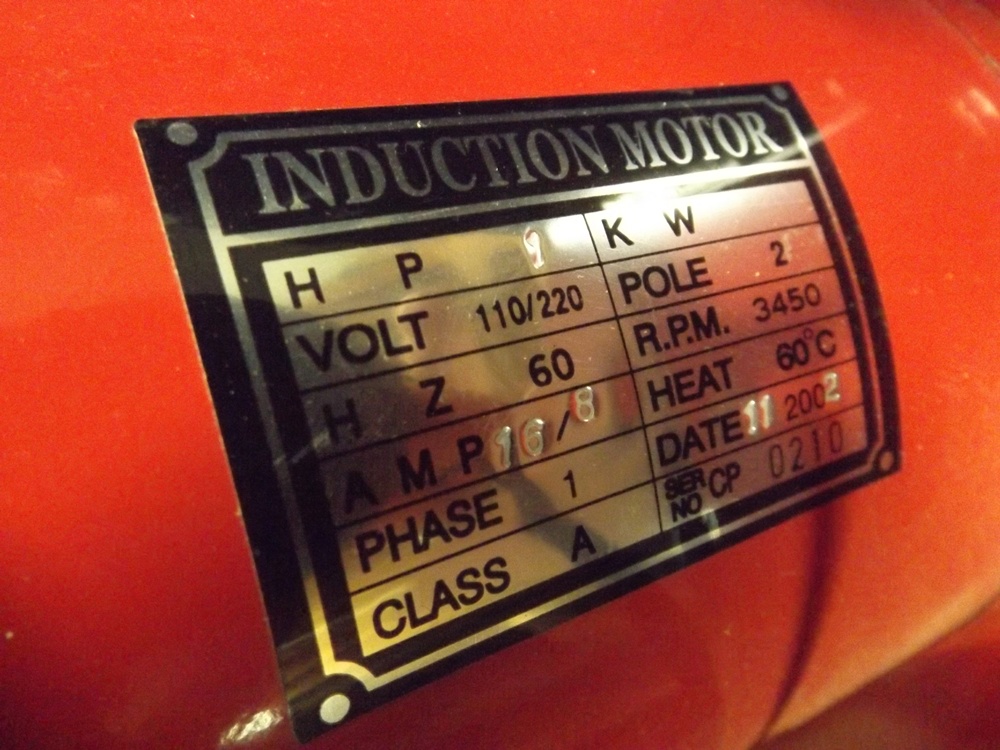 INDUCTION MOTOR
H P
K W
VOLT 110/220
POLE 2
H Z 60
R.P.M. 3450
A M P 16/8
HEAT 60°C
PHASE 1
DATE 11 2002
CLASS A
SER NO CP 0210